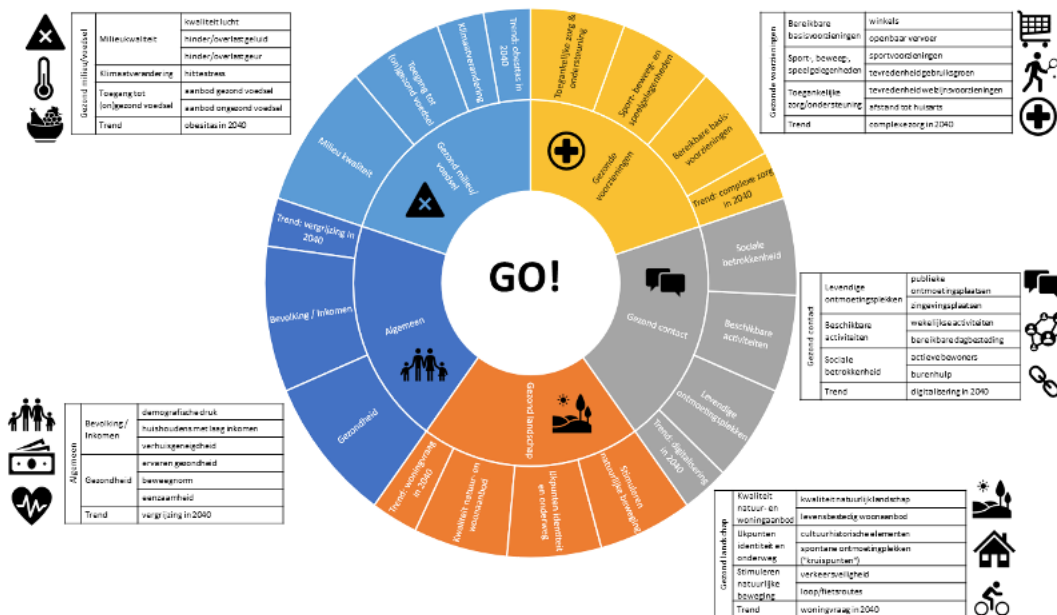 Gezond milieu/voedsel
Milieukwaliteit
kwaliteit lucht
hinder/overlast geluid
hinder/overlast geur
Klimaatverandering
hittestress
Toegang tot
(on)gezond voedsel
aanbod gezond voedsel
aanbod ongezond voedsel
Trend
obesitas in 2040
Gezonde voorzieningen
Bereikbare
basisvoorzieningen
winkels
openbaar vervoer
Sport-, beweeg-,
speelgelegenheden
sportvoorzieningen
tevredenheid gebruiksgroen
Toegankelijke
zorg/ondersteuning
tevredenheid welzijnsvoorzieningen
afstand tot huisarts
Trend
complexe zorg in 2040
Trend: obesitas in
2040
Klimaatverandering
Toegang tot
(on)gezond voedsel
Milieu kwaliteit
Gezond milieu/
voedsel
Toegankelijke zorg &
ondersteuning
Sport- beweeg- en
speelgelegenheden
Bereikbare basis-
voorzieningen
Trend: complexe zorg
in 2040
Gezonde
voorzieningen
Trend: vergrijzing in
2040
Bevolking / Inkomen
Gezondheid
Algemeen
GO!
Sociale
betrokkenheid
Beschikbare
activiteiten
Levendige
ontmoetingsplekken
Trend: digitalisering
in 2040
Gezond contact
Gezond landschap
Trend: woningvraag
in 2040
Kwaliteit natuur- en
woonaanbod
IJkpunten identiteit
en onderweg
Stimuleren
natuurlijke beweging
Gezond contact
Levendige
ontmoetingsplekken
publieke
ontmoetingsplaatsen
zingevingsplaatsen
Beschikbare
activiteiten
wekelijkse activiteiten
bereikbare dagbesteding
Sociale
betrokkenheid
actieve bewoners
burenhulp
Trend
digitalisering in 2040
Algemeen
Bevolking /
Inkomen
demografische druk
huishoudens met laag inkomen
verhuisgeneigdheid
Gezondheid
ervaren gezondheid
beweegnorm
eenzaamheid
Trend
vergrijzing in 2040
Gezond landschap
Kwaliteit
natuur- en
woningaanbod
kwaliteit natuurlijk landschap
levensbestedig woonaanbod
IJkpunten
identiteit en
onderweg
cultuurhistorische elementen
spontane ontmoetingplekken
("kruispunten")
Stimuleren
natuurlijke
beweging
verkeersveiligheid
loop/fietsroutes
Trend
woningvraag in 2040